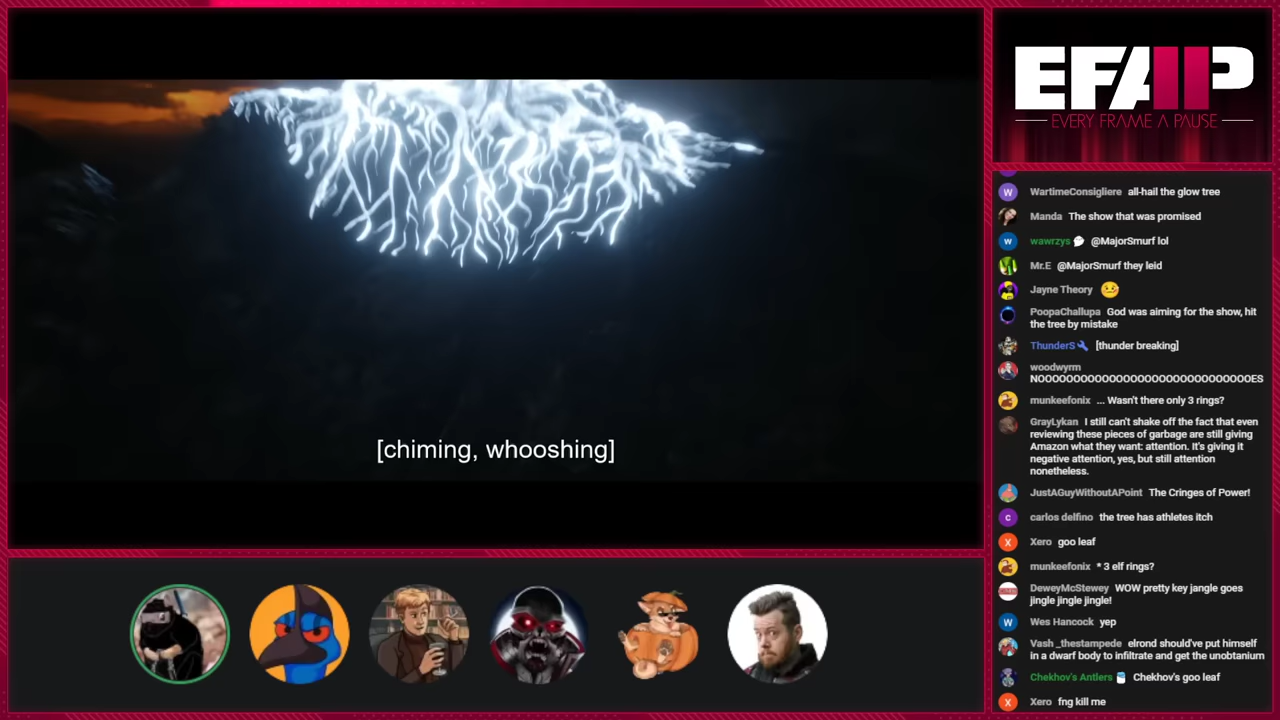 [chiming, whooshing]
EFAP
EVERY FRAME A PAUSE
WartimeConsigliere all-hail the glow tree
Manda The show that was promised
wawrzys @MajorSmurf lol
Mr.E @MajorSmurf they leid
Jayne Theory
PoopaChallupa God was aiming for the show, hit
the tree by mistake
ThunderS [thunder breaking]
woodwyrm
NOOOOOOOOOOOOOOOOOOOOOOOOOOOOOOES
munkeefonix ... Wasn't there only 3 rings?
GrayLykan I still can't shake off the fact that even
reviewing these pieces of garbage are still giving
Amazon what they want: attention. It's giving it
negative attention, yes, but still attention
nonetheless.
JustAGuyWithoutAPoint The Cringes of Power!
carlos delfino the tree has athletes itch
Xero goo leaf
munkeefonix * 3 elf rings?
DeweyMcStewey WOW pretty key jangle goes
jingle jingle jingle!
Wes Hancock yep
Vash_thestampede elrond should've put himself
in a dwarf body to infiltrate and get the unobtanium
Chekhov's Antlers Chekhov's goo leaf
Xero fng kill me